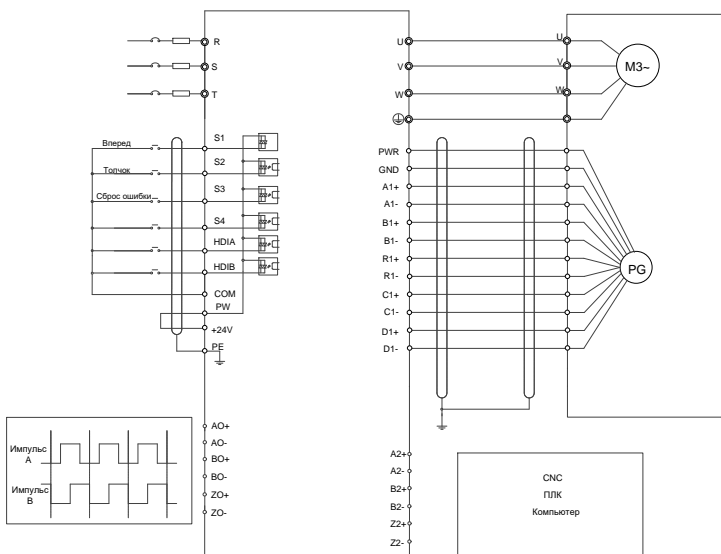 R
S
T
Вперед
Толчок
Сброс ошибки
S1
S2
S3
S4
HDIA
HDIB
COM
PW
+24V
PE
AO+
AO-
BO+
BO-
ZO+
ZO-
Импульс
A
Импульс
B
U
V
W
U
V
W
M3~
PWR
GND
A1+
A1-
B1+
B1-
R1+
R1-
C1+
C1-
D1+
D1-
PG
A2+
A2-
B2+
B2-
Z2+
Z2-
CNC
ПЛК
Компьютер